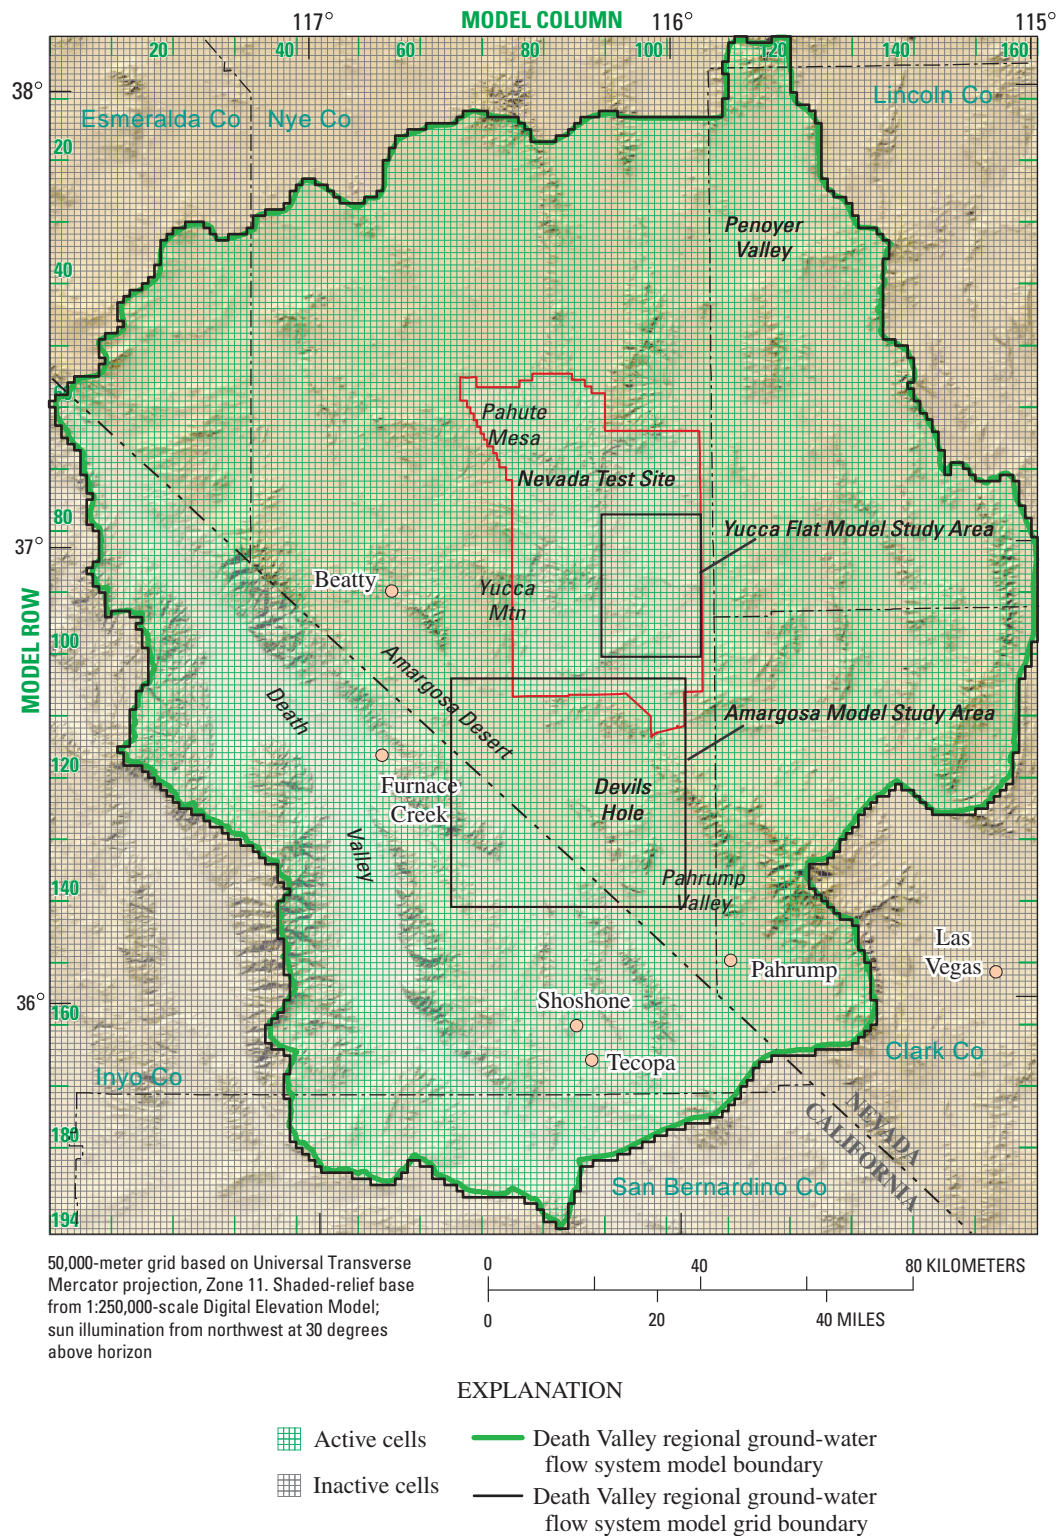 117°
MODEL COLUMN
116°
115°
20
40
60
80
100
120
140
160
38°
Esmeralda Co
Nye Co
Lincoln Co
20
Penoyer
Valley
40
60
Pahute
Mesa
Nevada Test Site
80
Yucca Flat Model Study Area
37°
Beatty
Yucca
Mtn
MODEL ROW
100
Amargosa Desert
Death
Amargosa Model Study Area
120
Furnace
Creek
Devils
Hole
Valley
140
Pahrump
Valley
Las
Vegas
Pahrump
36°
160
Shoshone
Tecopa
Clark Co
Inyo Co
NEVADA
CALIFORNIA
180
San Bernardino Co
194
50,000-meter grid based on Universal Transverse
Mercator projection, Zone 11. Shaded-relief base
from 1:250,000-scale Digital Elevation Model;
sun illumination from northwest at 30 degrees
above horizon
0
40
80 KILOMETERS
0
20
40 MILES
EXPLANATION
Active cells
Inactive cells
Death Valley regional ground-water
flow system model boundary
Death Valley regional ground-water
flow system model grid boundary